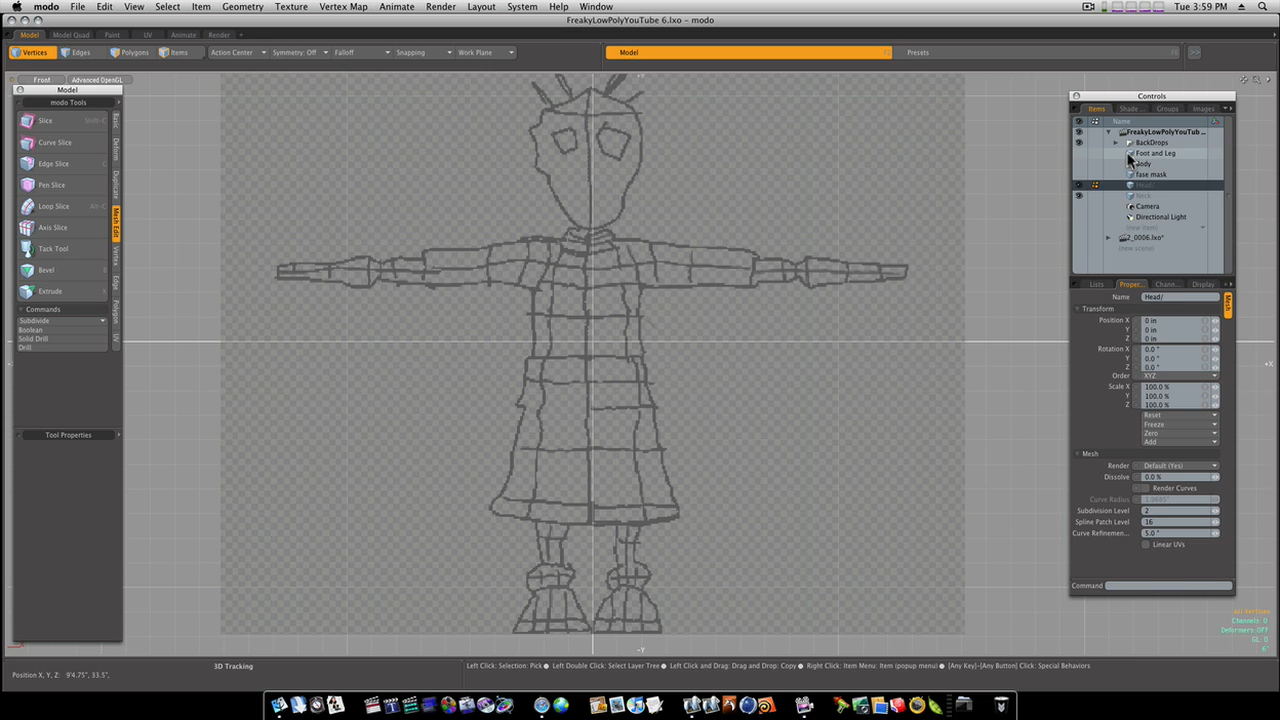 modo File Edit View Select Item Geometry Texture Vertex Map Animate Render Layout System Help Window Tue 3:59 PM
FreakyLowPolyYouTube 6.lxo - modo
Model Model Quad Paint UV Animate Render
Vertices Edges Polygons Items Action Center Symmetry: Off Falloff Snapping Work Plane Model Presets >>
Front Advanced OpenGL
Model
modo Tools
Slice Shift-C
Curve Slice
Edge Slice
Pen Slice
Loop Slice Alt-C
Axis Slice
Tack Tool
Bevel B
Extrude
Commands
Subdivide
Boolean
Solid Drill
Drill
Tool Properties
Basic
Deform
Duplicate
Mesh Edit
Vertex
Edge
Polygon
UV
+Y
-Y
Controls
Items Shade... Groups Images
Name
FreakyLowPolyYouTub ...
BackDrops
Foot and Leg
fase mask
Head/
Neck
Camera
Directional Light
(new item)
2_0006.lxo*
(new scene)
Lists Proper... Chann... Display
Name Head/
Transform
Position X 0 in
Y 0 in
Z 0 in
Rotation X 0.0 °
Y 0.0 °
Z 0.0 °
Order XYZ
Scale X 100.0 %
Y 100.0 %
Z 100.0 %
Reset
Freeze
Zero
Add
Mesh
Render Default (Yes)
Dissolve 0.0 %
Render Curves
Curve Radius
Subdivision Level 2
Spline Patch Level 16
Curve Refinemen... 5.0 °
Linear UVs
Mesh
Command
Channels: 0
Deformers: OFF
GL: 0
6"
3D Tracking
Left Click: Selection: Pick ● Left Double Click: Select Layer Tree ● Left Click and Drag: Drag and Drop: Copy ● Right Click: Item Menu: Item (popup menu) ● [Any Key]-[Any Button] Click: Special Behaviors
Position X, Y, Z: 9'4.75", 33.5",